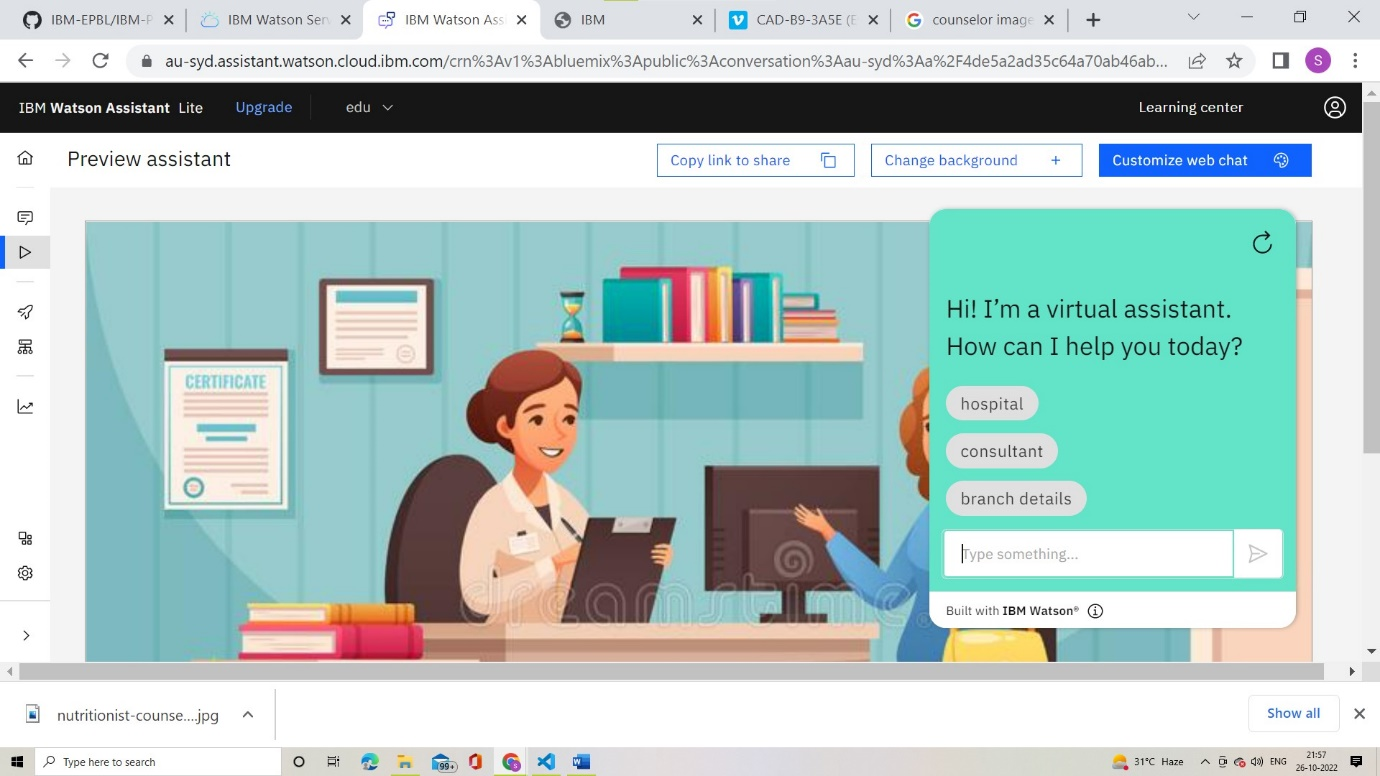 IBM-EPBL/IBM-P
IBM Watson Ser
IBM Watson Ass
IBM
CAD-B9-3A5E (E
counselor image
au-syd.assistant.watson.cloud.ibm.com/crn%3Av1%3Abluemix%3Apublic%3Aconversation%3Aau-syd%3Aa%2F4de5a2ad35c64a70ab46ab...
S
IBM Watson Assistant Lite
Upgrade
edu
Learning center
Preview assistant
Copy link to share
Change background +
Customize web chat
CERTIFICATE
Hi! I’m a virtual assistant.
How can I help you today?
hospital
consultant
branch details
Type something...
Built with IBM Watson®
dreamstime.
nutritionist-counse....jpg
Show all
Type here to search
99+
31°C Haze
ENG
21:57
26-10-2022